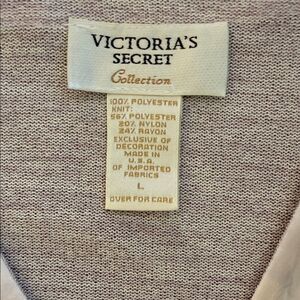 VICTORIA'S
SECRET
Collection
100% POLYESTER
KNIT:
56% POLYESTER
20% NYLON
24% RAYON
EXCLUSIVE OF
DECORATION
MADE IN
U.S.A.
OF IMPORTED
FABRICS
L
OVER FOR CARE